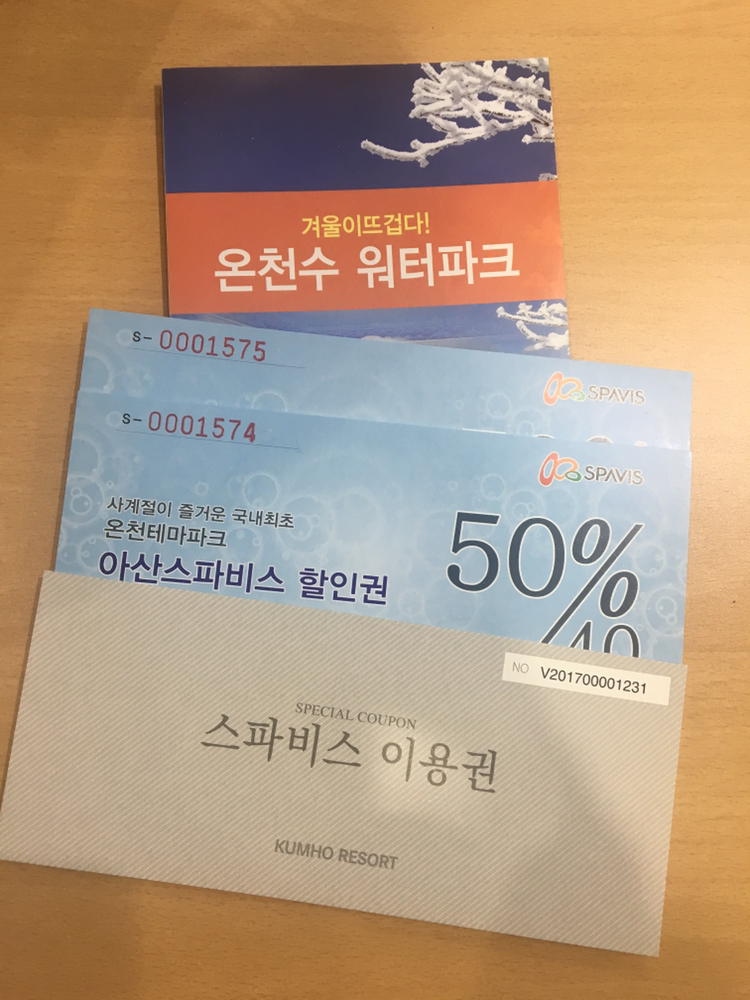 겨울이뜨겁다!
온천수 워터파크
S- 0001575
SPAVIS
S- 0001574
SPAVIS
사계절이 즐거운 국내최초
온천테마파크
아산스파비스 할인권
50%
40
NO V201700001231
SPECIAL COUPON
스파비스 이용권
KUMHO RESORT